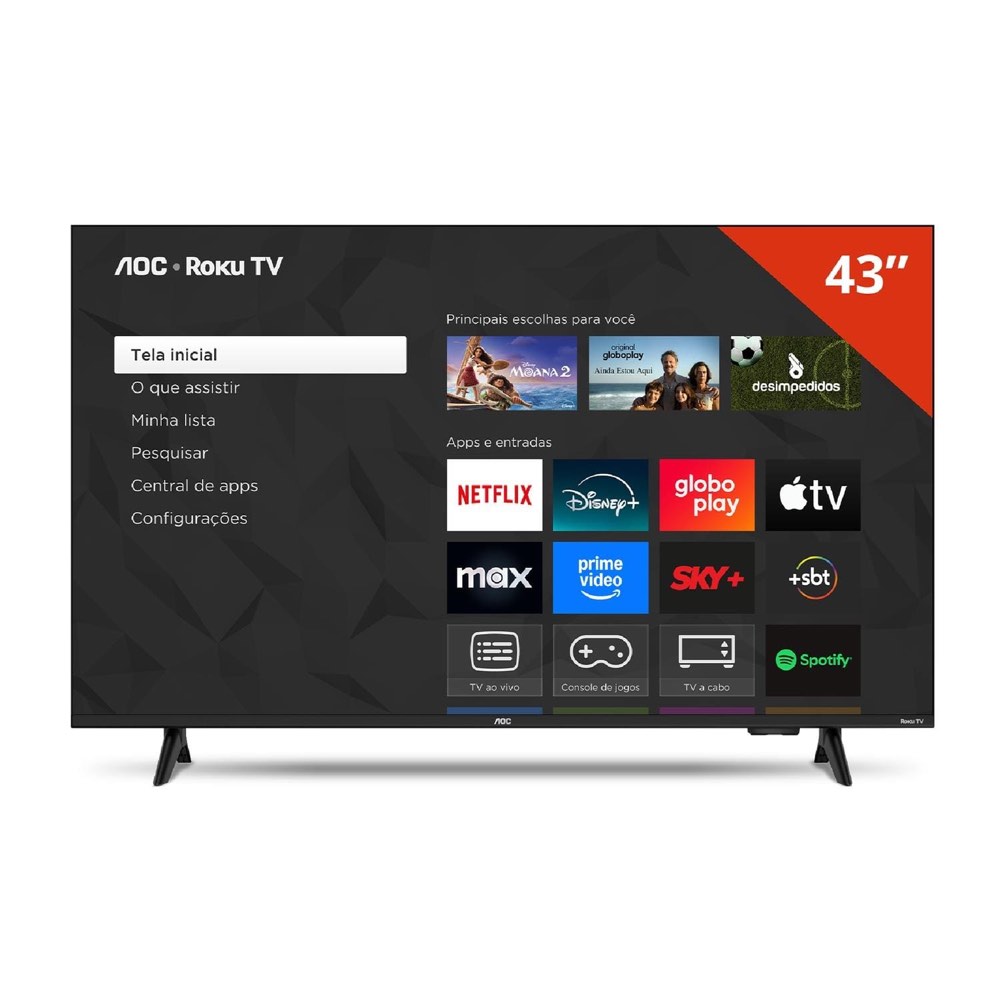 AOC • Roku TV
43"
Tela inicial
O que assistir
Minha lista
Pesquisar
Central de apps
Configurações
Principais escolhas para você
Disney
MOANA 2
Disney+
original
globoplay
Ainda Estou Aqui
desimpedidos
Apps e entradas
NETFLIX
Disney+
globo
play
tv
max
prime
video
SKY+
+sbt
TV ao vivo
Console de jogos
TV a cabo
Spotify
AOC
Roku TV